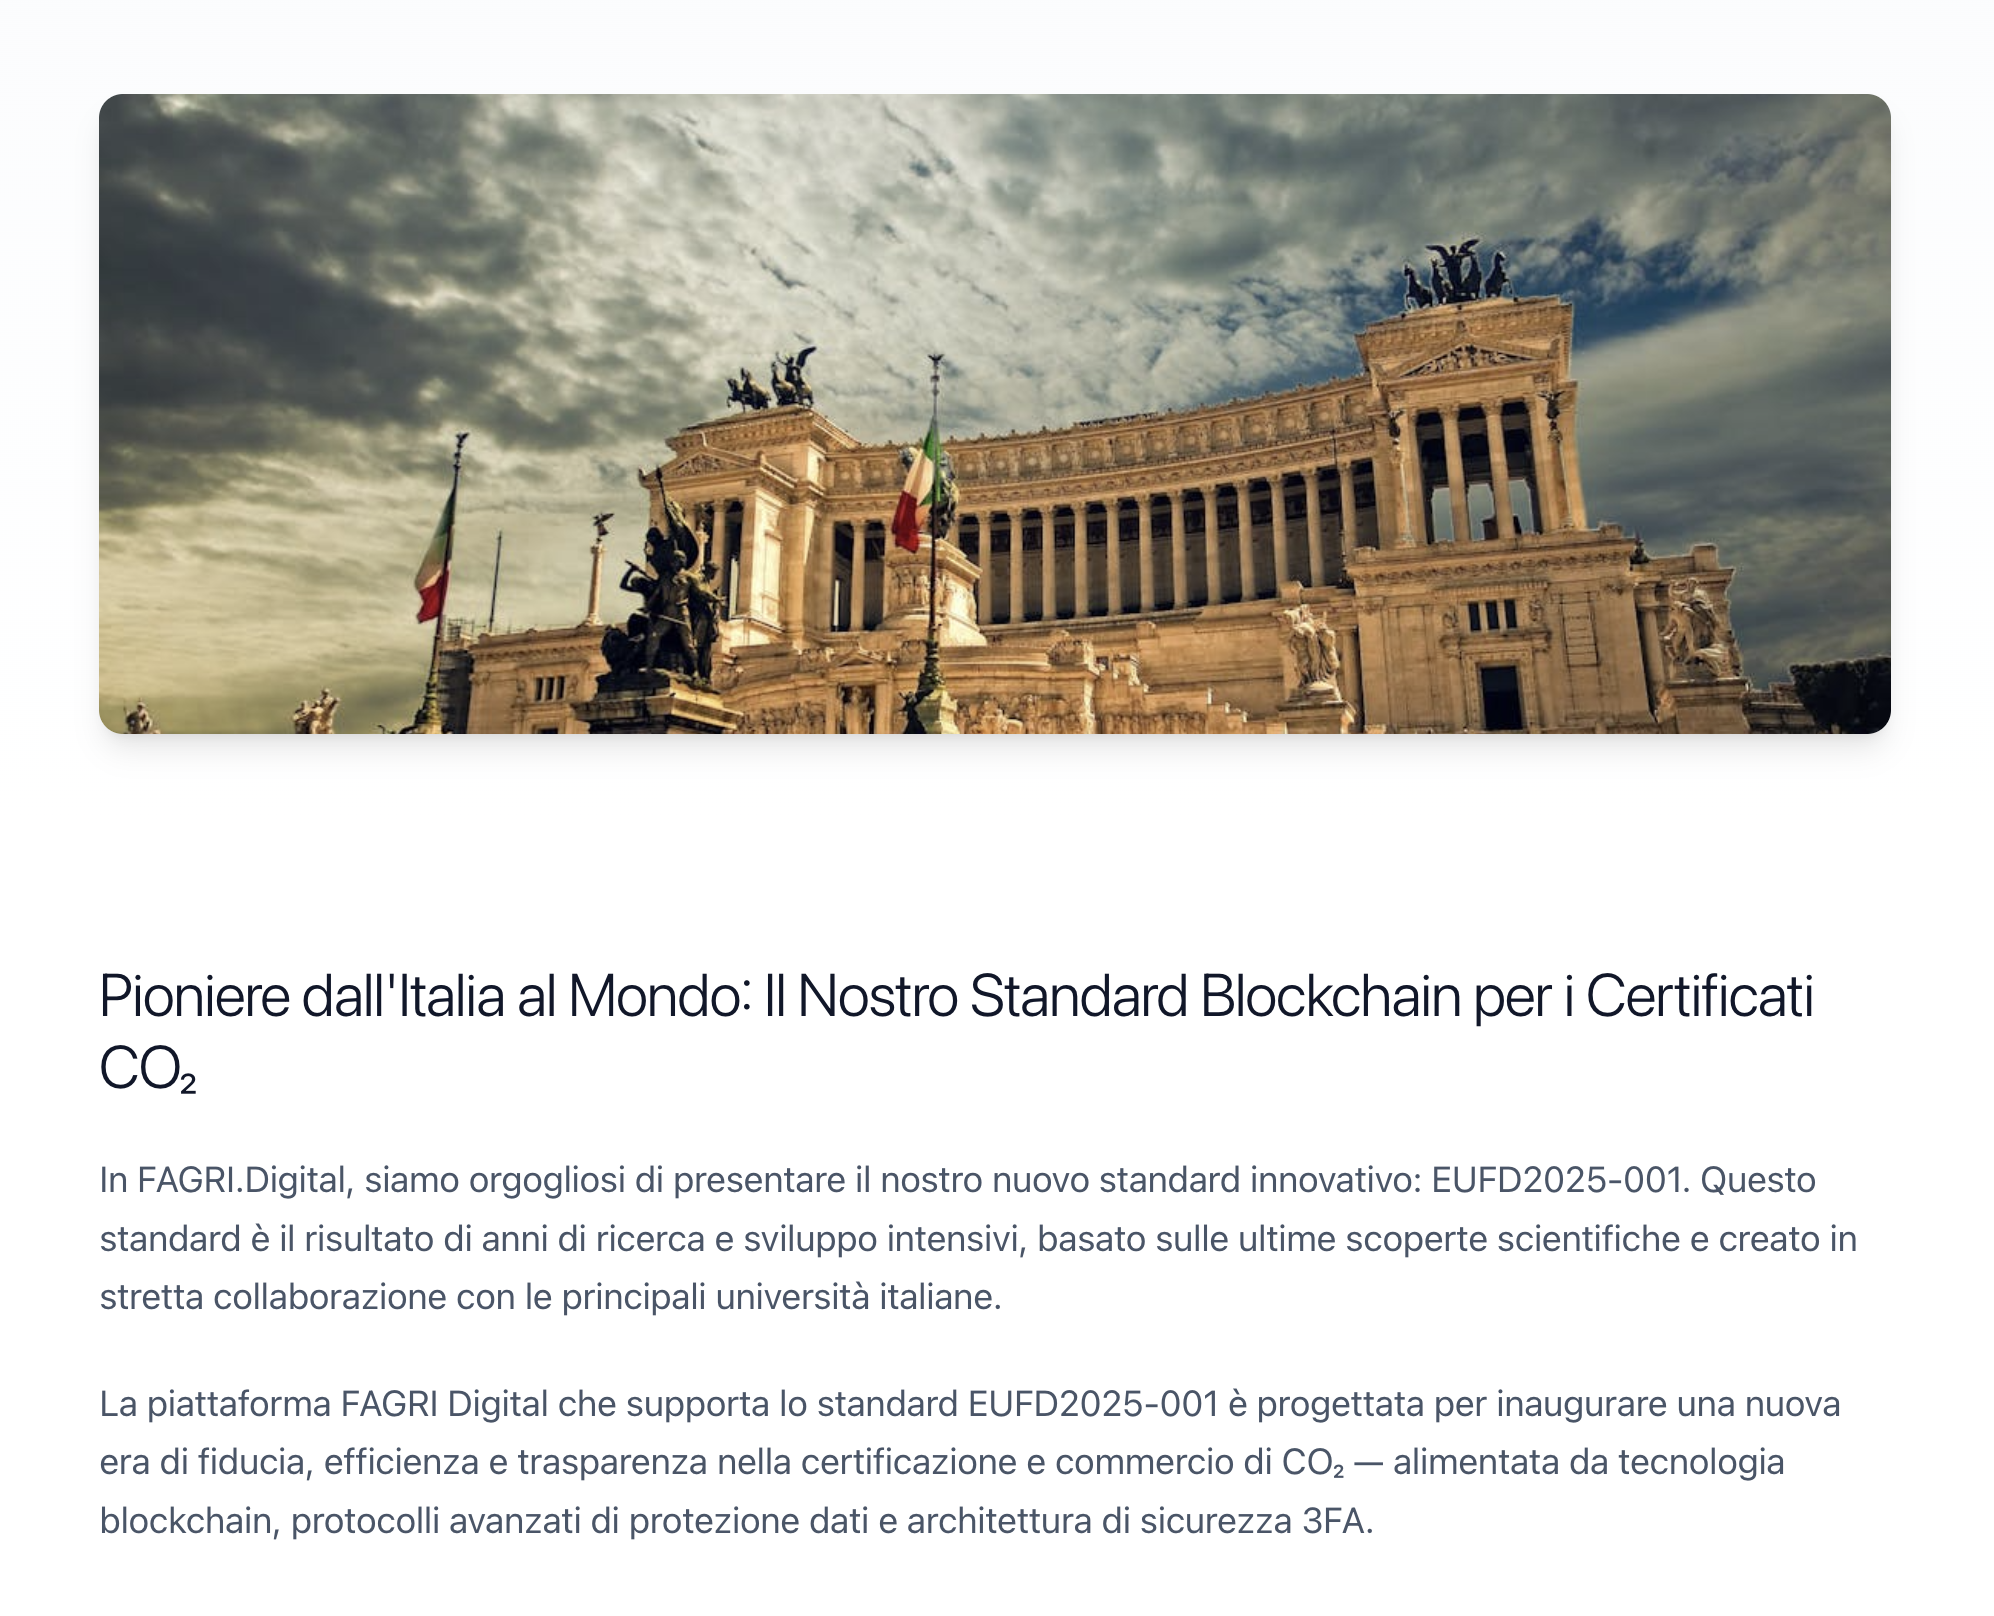 Pioniere dall'Italia al Mondo: Il Nostro Standard Blockchain per i Certificati
CO₂
In FAGRI.Digital, siamo orgogliosi di presentare il nostro nuovo standard innovativo: EUFD2025-001. Questo
standard è il risultato di anni di ricerca e sviluppo intensivi, basato sulle ultime scoperte scientifiche e creato in
stretta collaborazione con le principali università italiane.
La piattaforma FAGRI Digital che supporta lo standard EUFD2025-001 è progettata per inaugurare una nuova
era di fiducia, efficienza e trasparenza nella certificazione e commercio di CO₂ — alimentata da tecnologia
blockchain, protocolli avanzati di protezione dati e architettura di sicurezza 3FA.